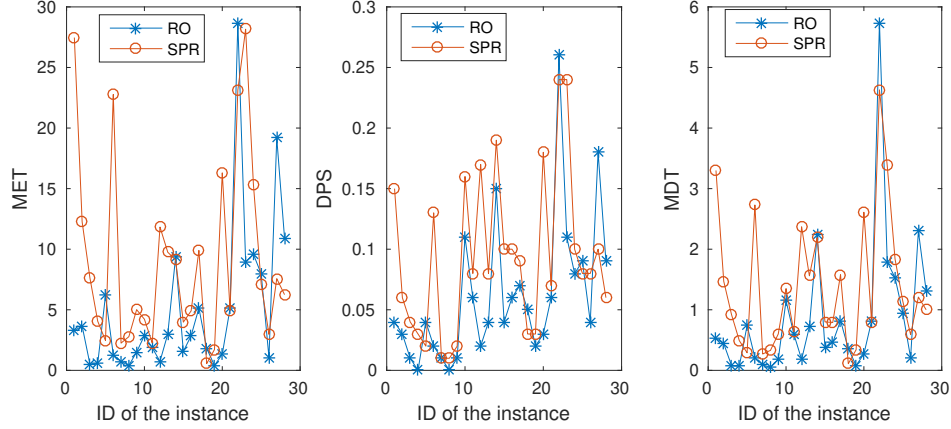 30
25
20
15
10
5
0
MET
RO
SPR
0 10 20 30
ID of the instance
0.3
0.25
0.2
0.15
0.1
0.05
0
DPS
RO
SPR
0 10 20 30
ID of the instance
6
5
4
3
2
1
0
MDT
RO
SPR
0 10 20 30
ID of the instance